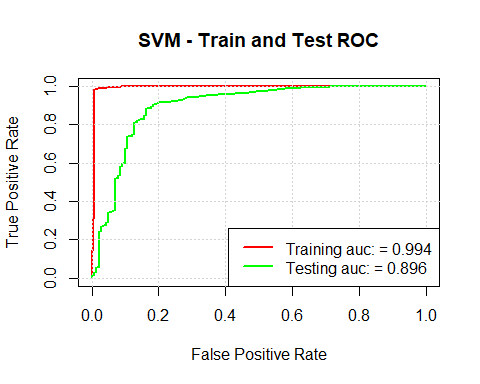 SVM - Train and Test ROC
True Positive Rate
1.0
0.8
0.6
0.4
0.2
0.0
Training auc: = 0.994
Testing auc: = 0.896
0.0 0.2 0.4 0.6 0.8 1.0
False Positive Rate